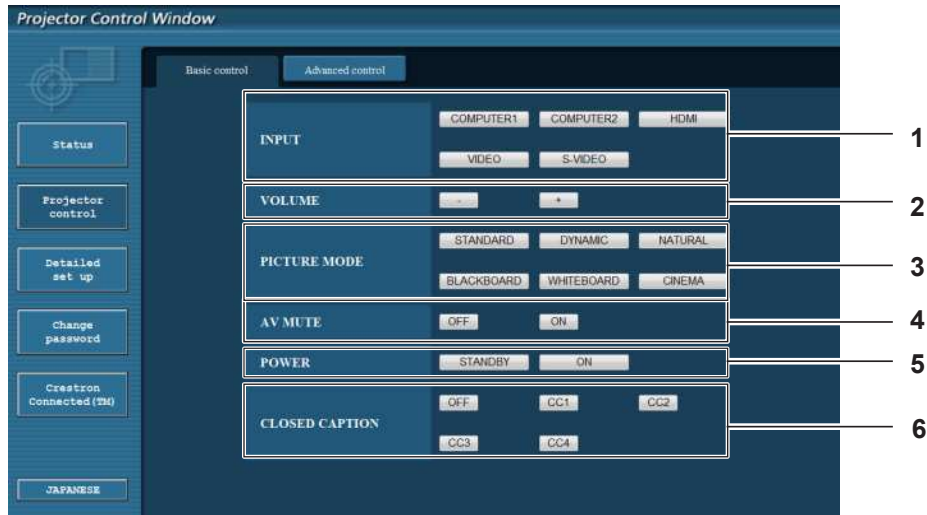 Projector Control Window
Basic control
Advanced control
Status
Projector
control
Detailed
set up
Change
password
Crestron
Connected(TM)
JAPANESE
INPUT
COMPUTER1 COMPUTER2 HDMI
VIDEO S-VIDEO
1
VOLUME - +
2
PICTURE MODE
STANDARD DYNAMIC NATURAL
BLACKBOARD WHITEBOARD CINEMA
3
AV MUTE OFF ON
4
POWER STANDBY ON
5
CLOSED CAPTION
OFF CC1 CC2
CC3 CC4
6